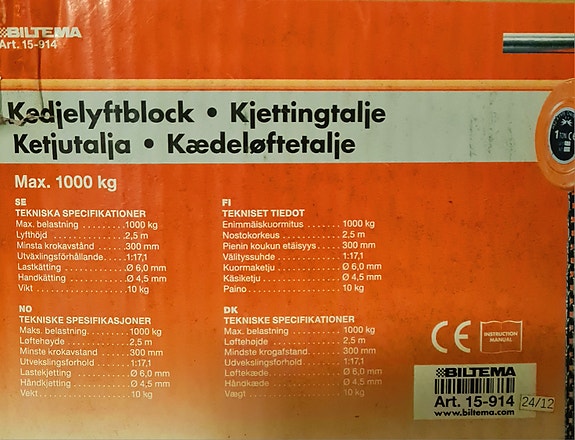 BILTEMA
Art. 15-914
Kedjelyftblock • Kjettingtalje
Ketjutalja • Kædeløftetalje
1 TON CE
Max. 1000 kg
SE
TEKNISKA SPECIFIKATIONER
Max. belastning ........1000 kg
Lyfthöjd ..............2,5 m
Minsta krokavstånd ....300 mm
Utväxlingsförhållande..1:17,1
Lastkätting ...........Ø 6,0 mm
Handkätting ..........Ø 4,5 mm
Vikt .................10 kg
FI
TEKNISET TIEDOT
Enimmäiskuormitus ......1000 kg
Nostokorkeus ..........2,5 m
Pienin koukun etäisyys...300 mm
Välityssuhde ..........1:17,1
Kuormaketju ..........Ø 6,0 mm
Käsiketju .............Ø 4,5 mm
Paino ................10 kg
NO
TEKNISKE SPESIFIKASJONER
Maks. belastning........1000 kg
Løftehøyde............2,5 m
Minste krokavstand .....300 mm
Utvekslingsforhold .....1:17,1
Lastekjetting ..........Ø 6,0 mm
Håndkjetting ..........Ø 4,5 mm
Vekt .................10 kg
DK
TEKNISKE SPECIFIKATIONER
Max. belastning ........1000 kg
Løftehøjde ............2,5 m
Mindste krogafstand ....300 mm
Udvekslingsforhold .....1:17,1
Løftekæde ............Ø 6,0 mm
Håndkæde ............Ø 4,5 mm
Vægt ................10 kg
CE
INSTRUCTION
MANUAL
BILTEMA
Art. 15-914
24/12
www.biltema.com